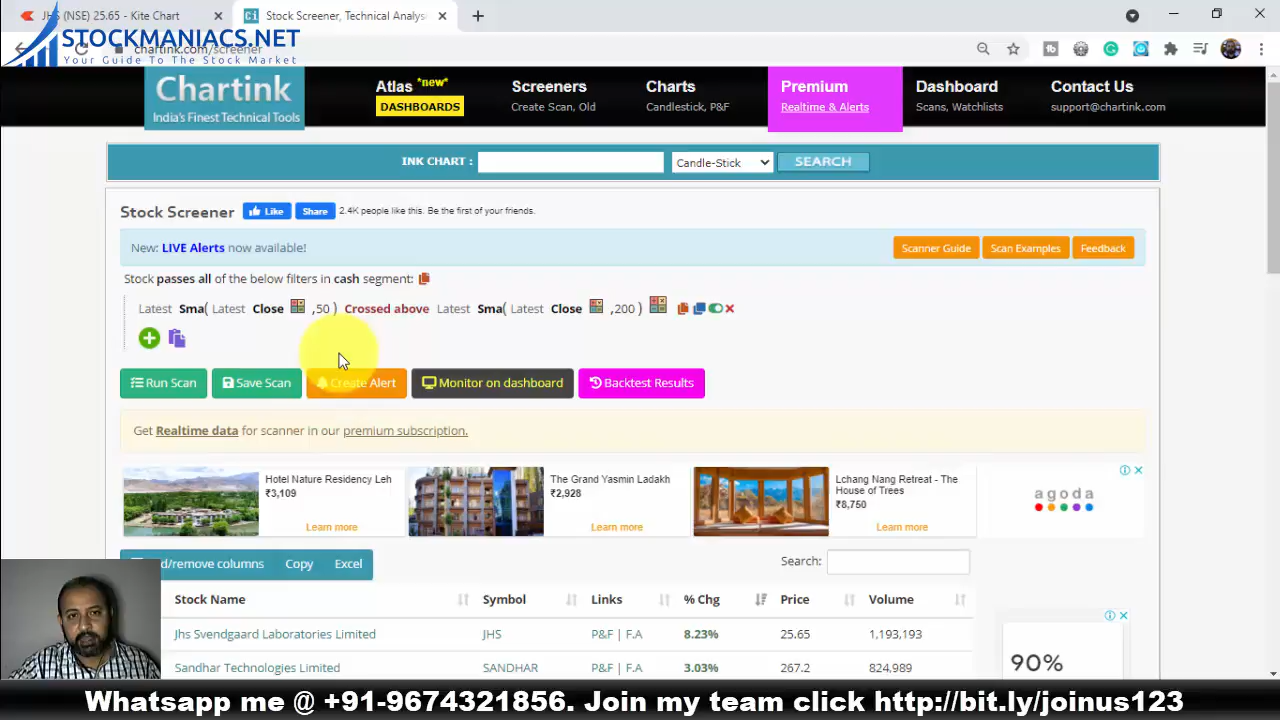 JHS (NSE) 25.65 - Kite Chart
Stock Screener, Technical Analys
STOCKMANIACS.NET
Your Guide To The Stock Market
chartink.com/screener
Chartink
India's Finest Technical Tools
Atlas *new*
DASHBOARDS
Screeners
Create Scan, Old
Charts
Candlestick, P&F
Premium
Realtime & Alerts
Dashboard
Scans, Watchlists
Contact Us
support@chartink.com
INK CHART :
Candle-Stick
SEARCH
Stock Screener
Like
Share
2.4K people like this. Be the first of your friends.
New: LIVE Alerts now available!
Scanner Guide
Scan Examples
Feedback
Stock passes all of the below filters in cash segment:
Latest Sma( Latest Close ,50 ) Crossed above Latest Sma( Latest Close ,200 )
Run Scan
Save Scan
Create Alert
Monitor on dashboard
Backtest Results
Get Realtime data for scanner in our premium subscription.
Hotel Nature Residency Leh
₹3,109
Learn more
The Grand Yasmin Ladakh
₹2,928
Learn more
Lchang Nang Retreat - The
House of Trees
₹8,750
Learn more
agoda
d/remove columns
Copy
Excel
Search:
Stock Name Symbol Links % Chg Price Volume
Jhs Svendgaard Laboratories Limited JHS P&F | F.A 8.23% 25.65 1,193,193
Sandhar Technologies Limited SANDHAR P&F | F.A 3.03% 267.2 824,989
90%
Whatsapp me @ +91-9674321856. Join my team click http://bit.ly/joinus123